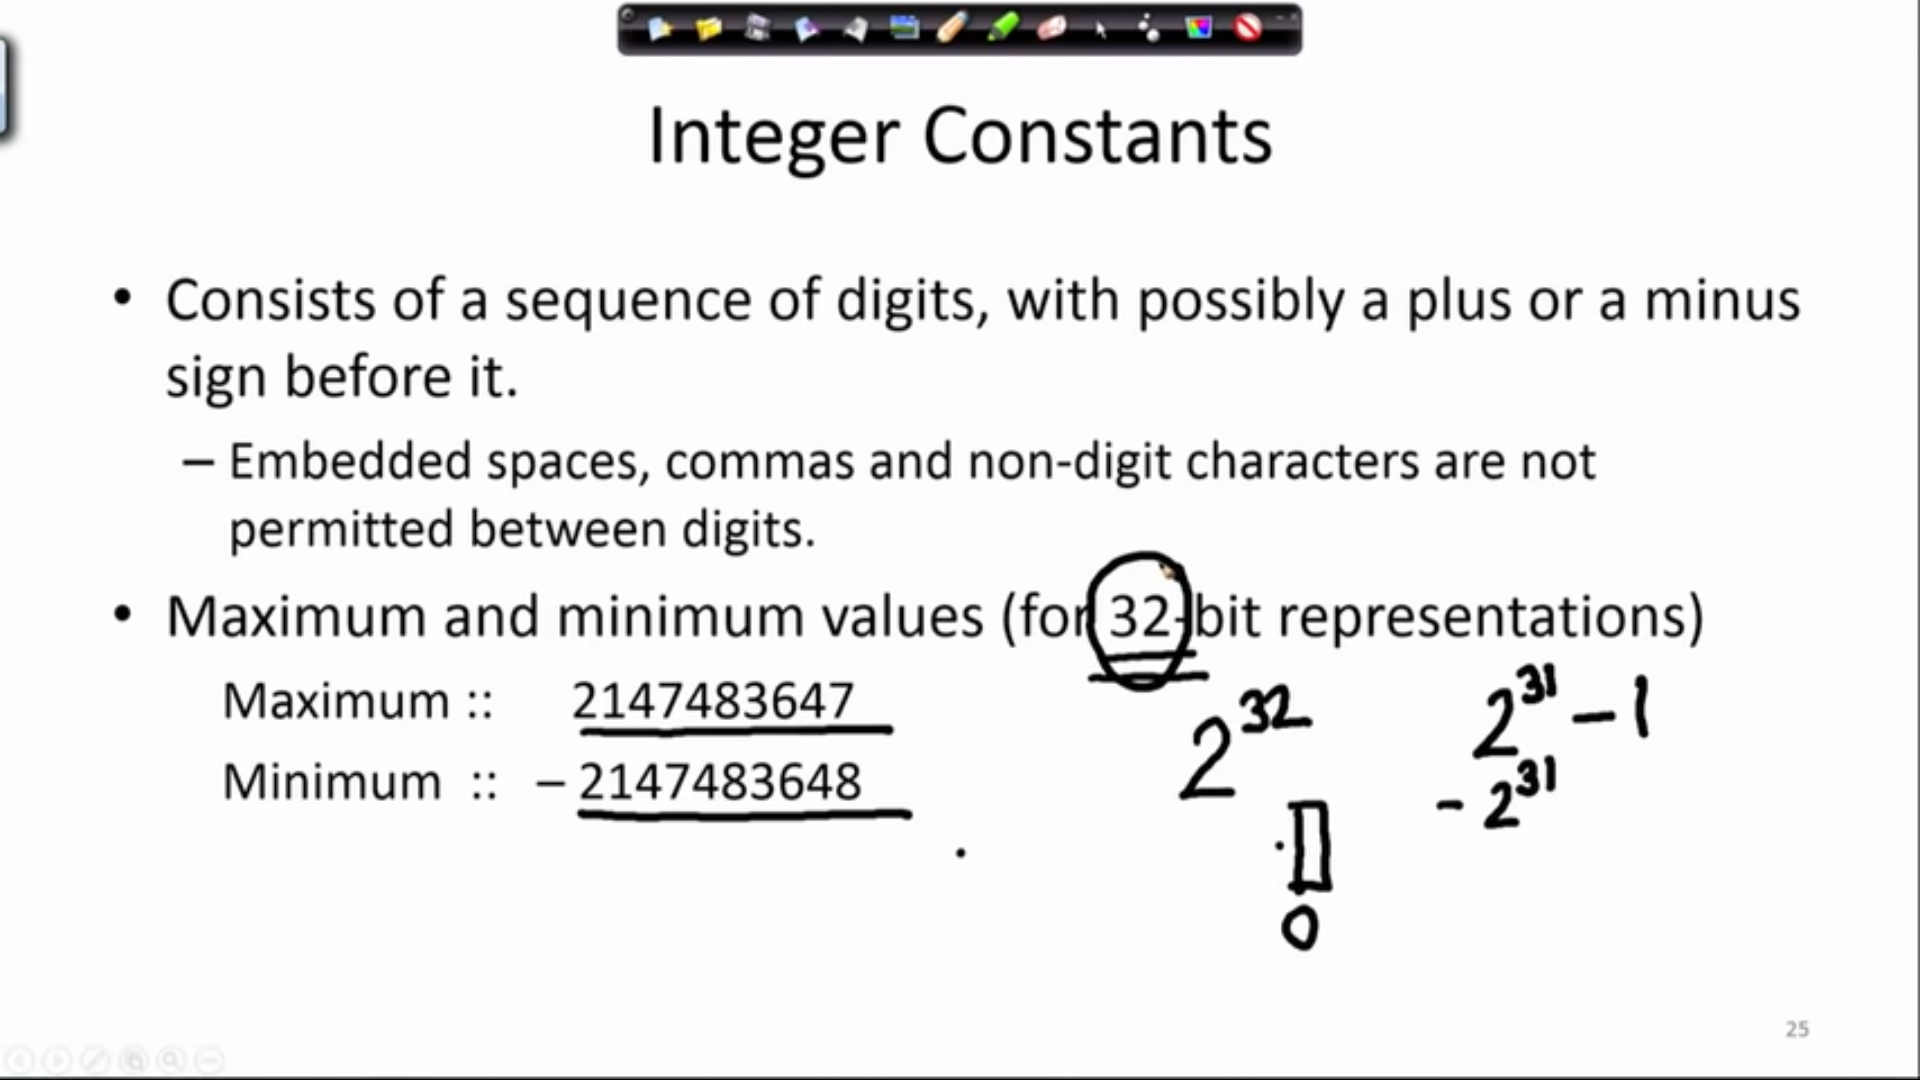 Integer Constants
• Consists of a sequence of digits, with possibly a plus or a minus
sign before it.
– Embedded spaces, commas and non-digit characters are not
permitted between digits.
• Maximum and minimum values (for 32-bit representations)
Maximum :: 2147483647
Minimum :: – 2147483648
2^32
2^31 – 1
- 2^31
0
25